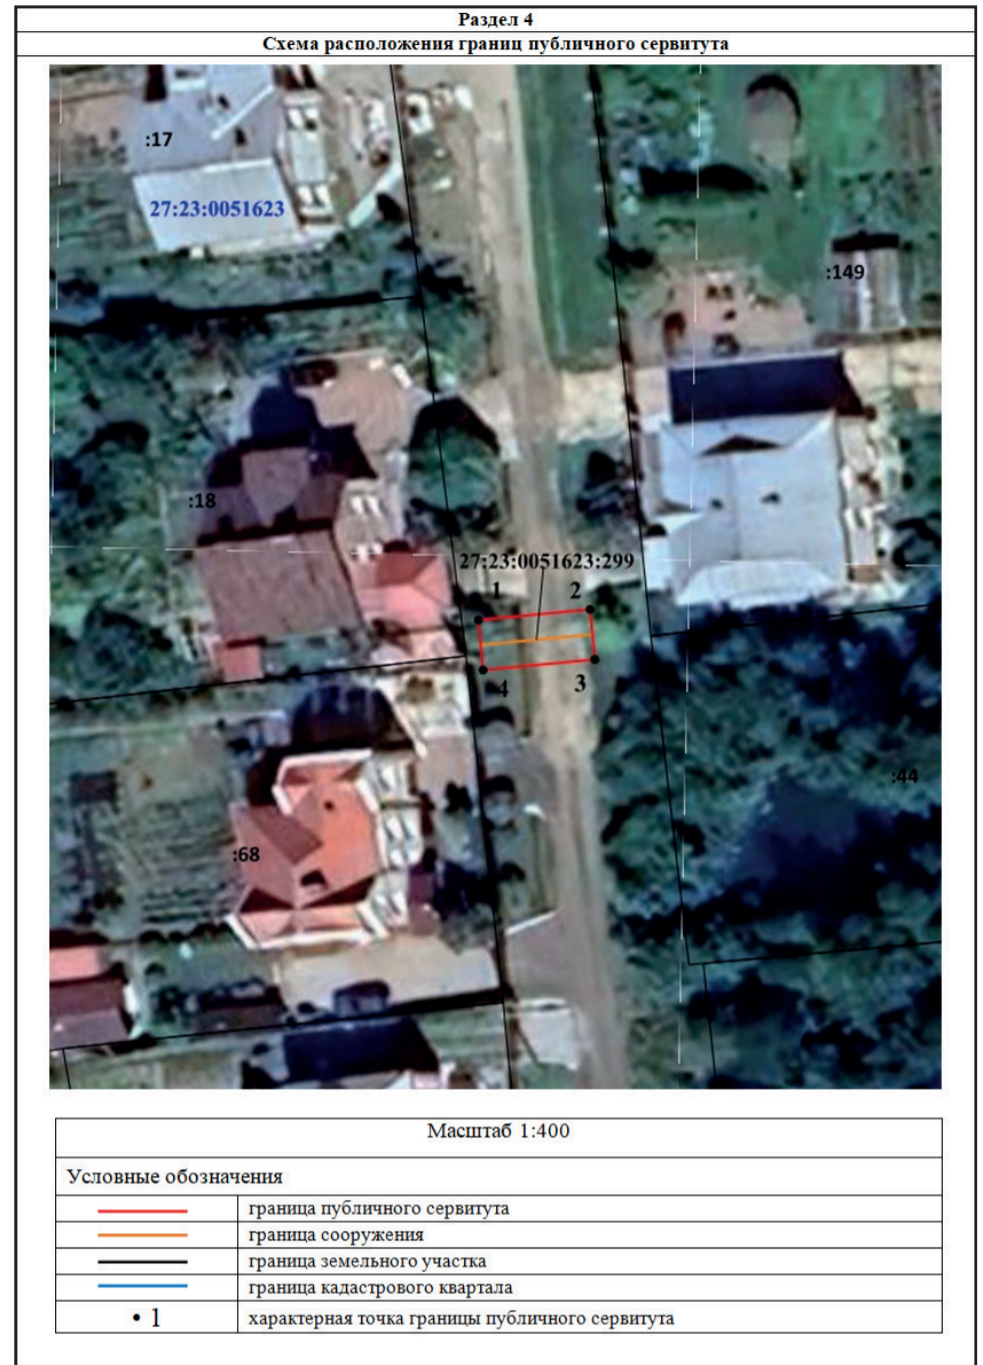 Раздел 4
Схема расположения границ публичного сервитута
:17
27:23:0051623
:149
:18
27:23:0051623:299
1
2
4
3
:44
:68
Масштаб 1:400
Условные обозначения
граница публичного сервитута
граница сооружения
граница земельного участка
граница кадастрового квартала
• 1 характерная точка границы публичного сервитута